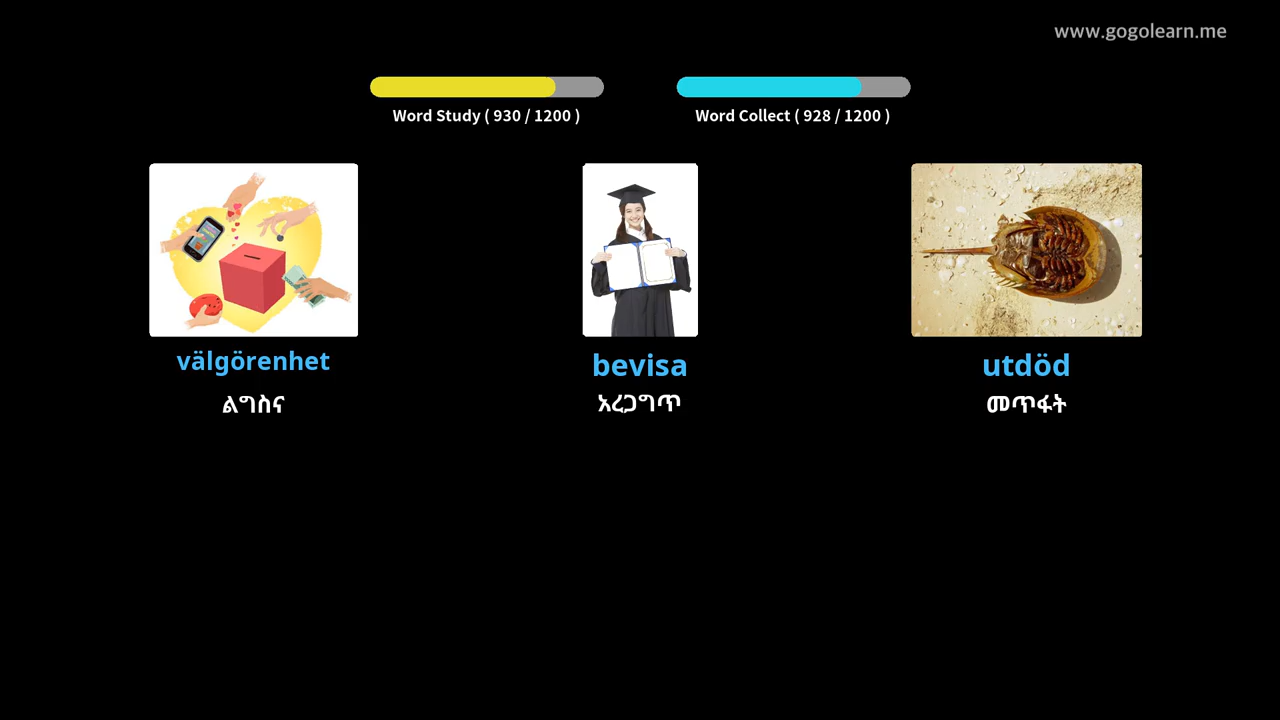 www.gogolearn.me
Word Study ( 930 / 1200 )
Word Collect ( 928 / 1200 )
välgörenhet
ልግስና
bevisa
አረጋግጥ
utdöd
መጥፋት